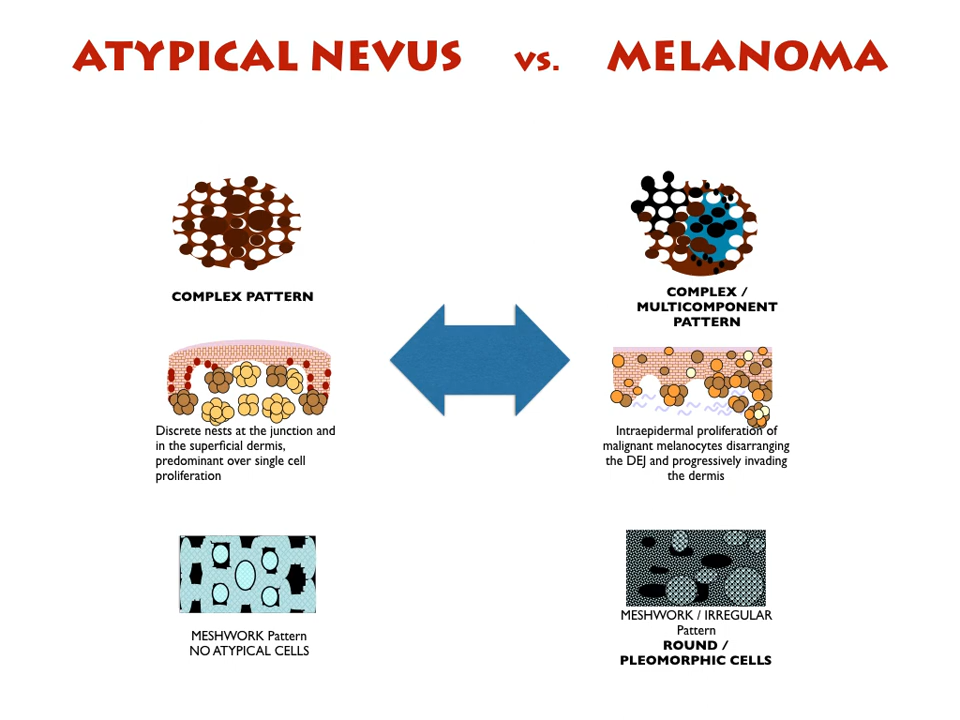 ATYPICAL NEVUS vs. MELANOMA
COMPLEX PATTERN
COMPLEX /
MULTICOMPONENT
PATTERN
Discrete nests at the junction and
in the superficial dermis,
predominant over single cell
proliferation
Intraepidermal proliferation of
malignant melanocytes disarranging
the DEJ and progressively invading
the dermis
MESHWORK Pattern
NO ATYPICAL CELLS
MESHWORK / IRREGULAR
Pattern
ROUND /
PLEOMORPHIC CELLS